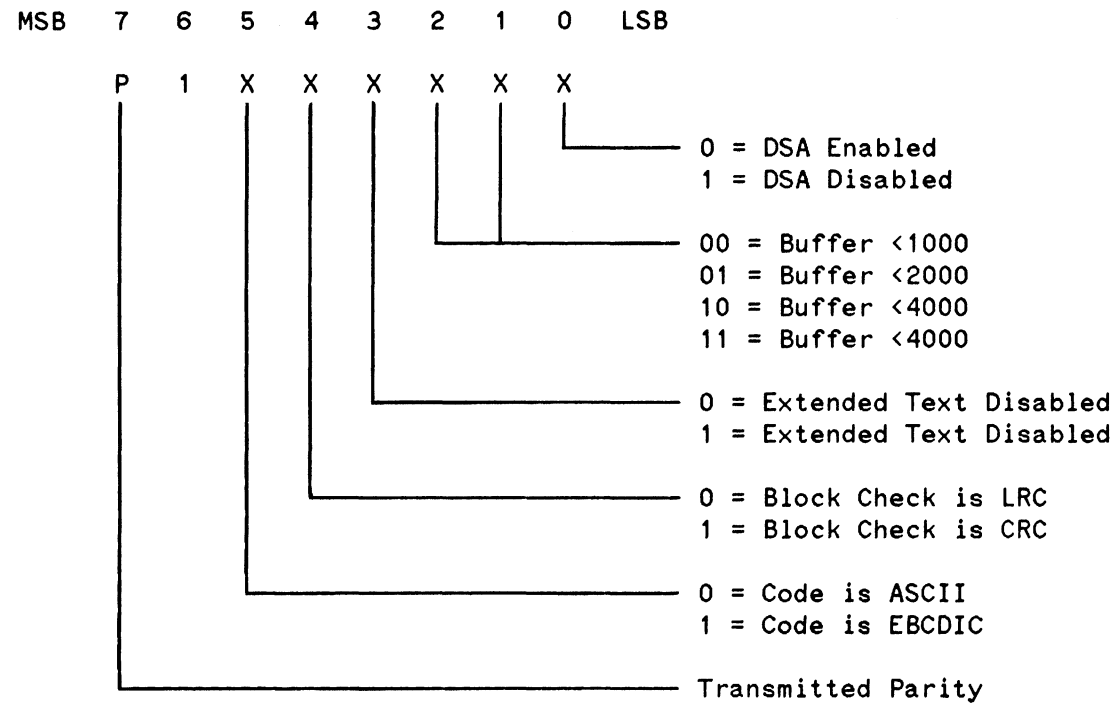 MSB 7 6 5 4 3 2 1 0 LSB
P 1 X X X X X X
0 = DSA Enabled
1 = DSA Disabled
00 = Buffer <1000
01 = Buffer <2000
10 = Buffer <4000
11 = Buffer <4000
0 = Extended Text Disabled
1 = Extended Text Disabled
0 = Block Check is LRC
1 = Block Check is CRC
0 = Code is ASCII
1 = Code is EBCDIC
Transmitted Parity